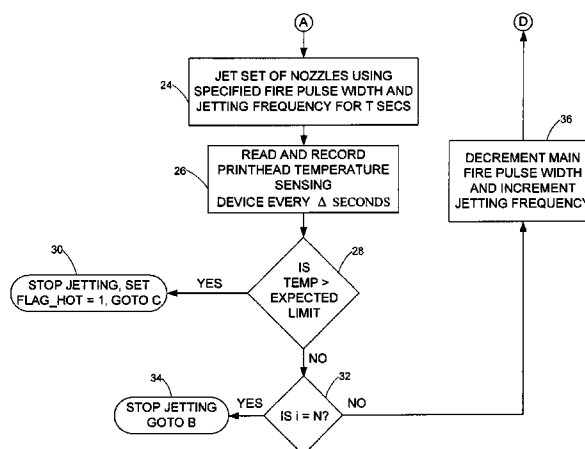 A
D
24
JET SET OF NOZZLES USING
SPECIFIED FIRE PULSE WIDTH AND
JETTING FREQUENCY FOR T SECS
36
DECREMENT MAIN
FIRE PULSE WIDTH
AND INCREMENT
JETTING FREQUENCY
26
READ AND RECORD
PRINTHEAD TEMPERATURE
SENSING
DEVICE EVERY Δ SECONDS
30
STOP JETTING, SET
FLAG_HOT = 1, GOTO C
YES
28
IS
TEMP >
EXPECTED
LIMIT
NO
34
STOP JETTING
GOTO B
YES
32
IS i = N?
NO